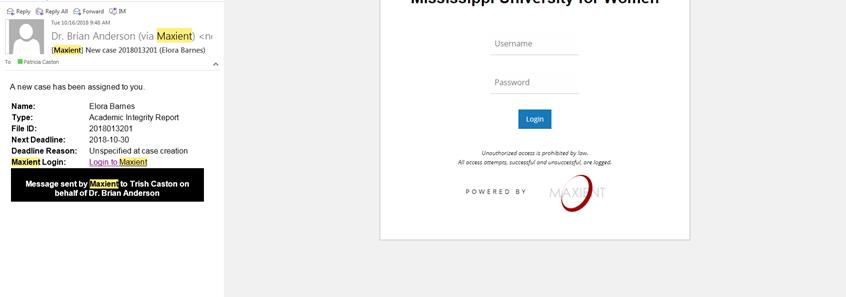 Reply Reply All Forward IM
Tue 10/16/2018 9:48 AM
Dr. Brian Anderson (via Maxient)
[Maxient] New case 2018013201 (Elora Barnes)
To Patricia Caston
A new case has been assigned to you.
Name: Elora Barnes
Type: Academic Integrity Report
File ID: 2018013201
Next Deadline: 2018-10-30
Deadline Reason: Unspecified at case creation
Maxient Login: Login to Maxient
Message sent by Maxient to Trish Caston on
behalf of Dr. Brian Anderson
Mississippi University for Women
Username
Password
Login
Unauthorized access is prohibited by law.
All access attempts, successful and unsuccessful, are logged.
POWERED BY MAXIENT